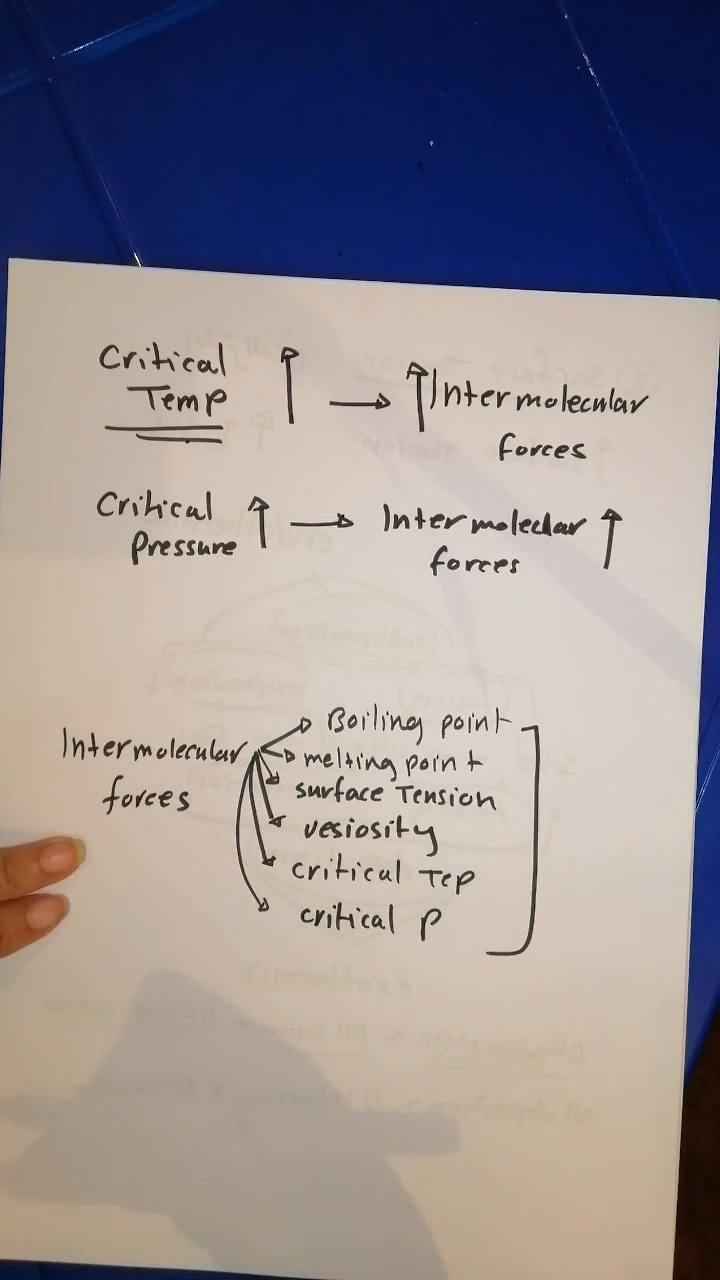 Critical
Temp
Intermolecular
forces
Critical
Pressure
Intermolecular
forces
Intermolecular
forces
Boiling point
melting point
surface Tension
vesiosity
critical Tep
critical P